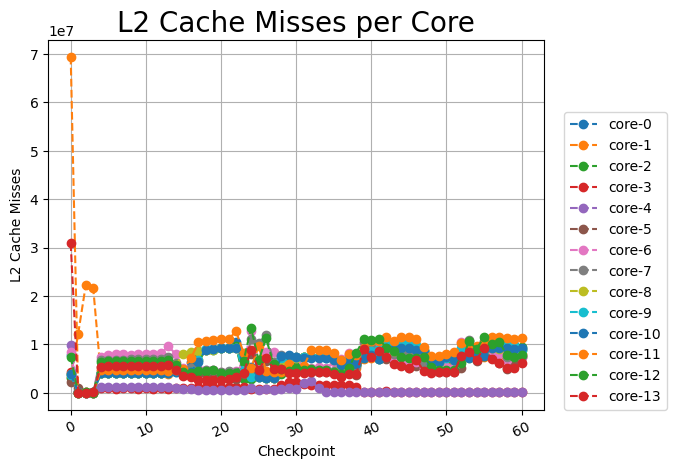 L2 Cache Misses per Core
1e7
7
6
5
4
3
2
1
0
L2 Cache Misses
0
10
20
30
40
50
60
Checkpoint
core-0
core-1
core-2
core-3
core-4
core-5
core-6
core-7
core-8
core-9
core-10
core-11
core-12
core-13